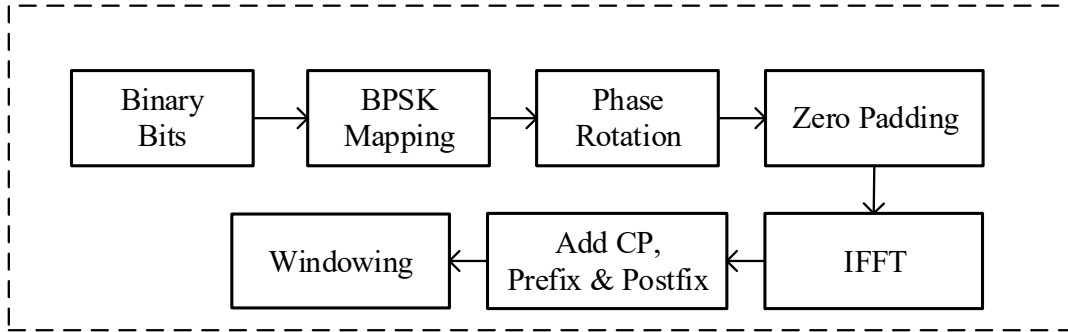 Binary
Bits
BPSK
Mapping
Phase
Rotation
Zero Padding
IFFT
Add CP,
Prefix & Postfix
Windowing